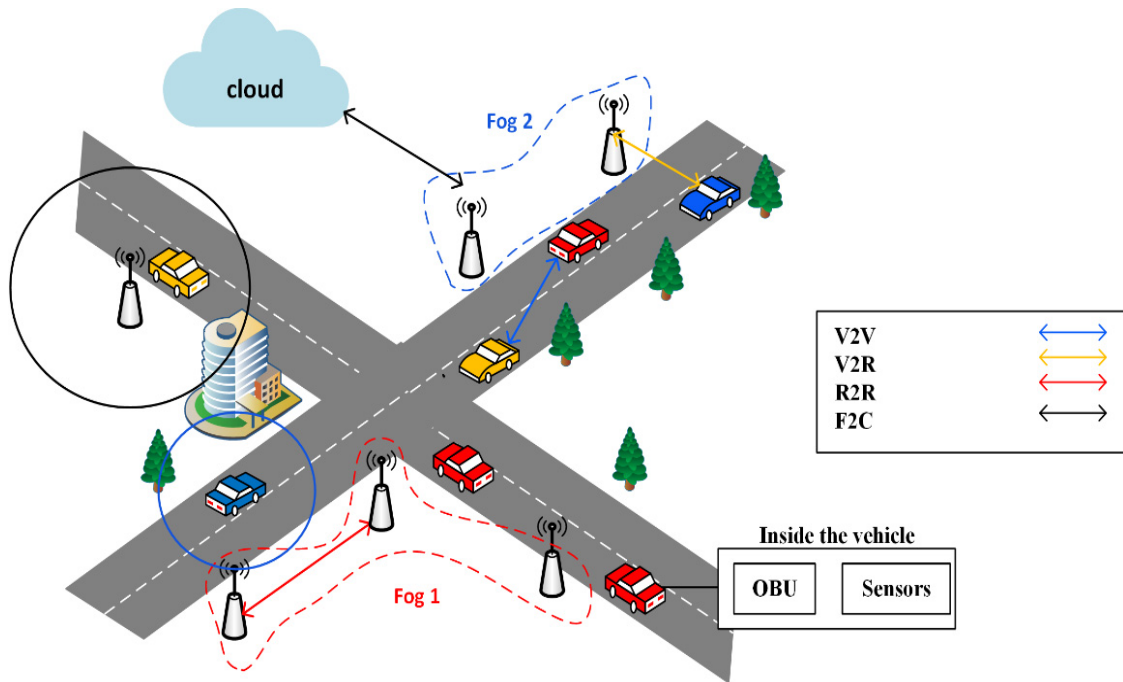 cloud
Fog 2
V2V
V2R
R2R
F2C
Inside the vehicle
OBU
Sensors
Fog 1